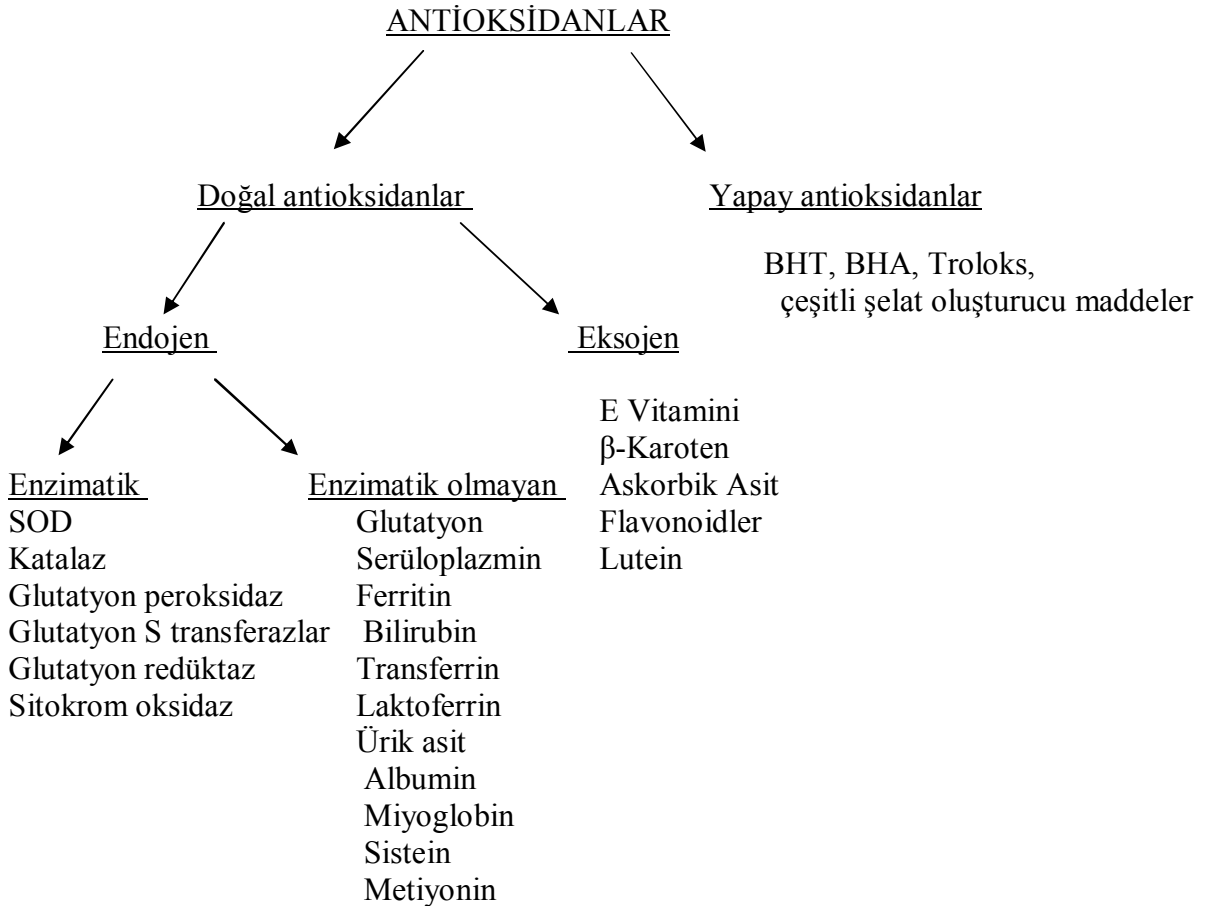 ANTİOKSİDANLAR
Doğal antioksidanlar
Yapay antioksidanlar
BHT, BHA, Troloks,
çeşitli şelat oluşturucu maddeler
Endojen
Eksojen
E Vitamini
β-Karoten
Askorbik Asit
Flavonoidler
Lutein
Enzimatik
SOD
Katalaz
Glutatyon peroksidaz
Glutatyon S transferazlar
Glutatyon redüktaz
Sitokrom oksidaz
Enzimatik olmayan
Glutatyon
Serüloplazmin
Ferritin
Bilirubin
Transferrin
Laktoferrin
Ürik asit
Albumin
Miyoglobin
Sistein
Metiyonin